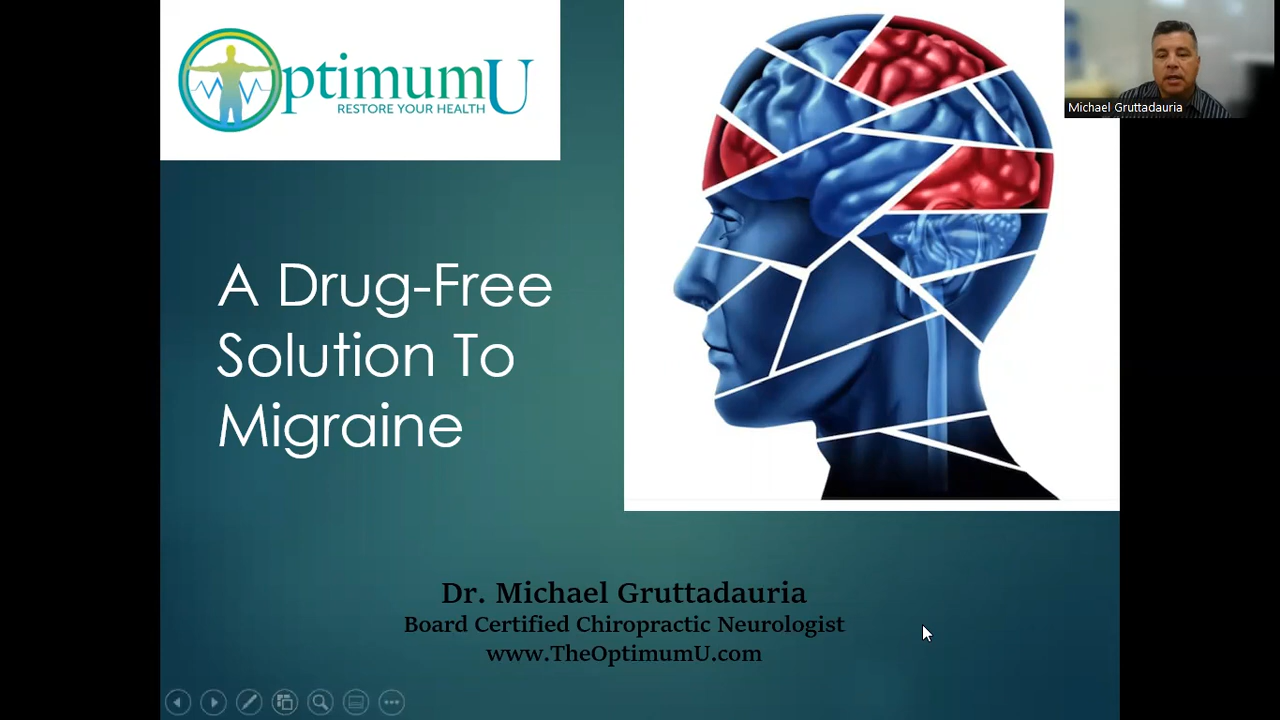 OptimumU
RESTORE YOUR HEALTH
Michael Gruttadauria
A Drug-Free
Solution To
Migraine
Dr. Michael Gruttadauria
Board Certified Chiropractic Neurologist
www.TheOptimumU.com